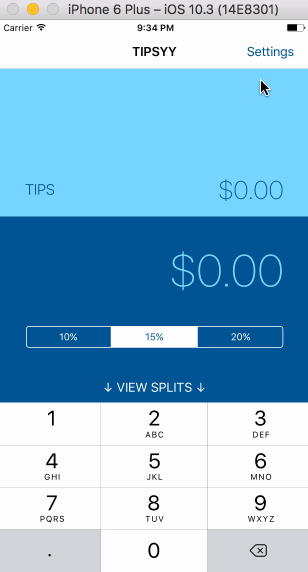 iPhone 6 Plus – iOS 10.3 (14E8301)
Carrier 9:34 PM
TIPSYY Settings
TIPS $0.00
$0.00
10% 15% 20%
↓ VIEW SPLITS ↓
1 2 3
ABC DEF
4 5 6
GHI JKL MNO
7 8 9
PQRS TUV WXYZ
. 0